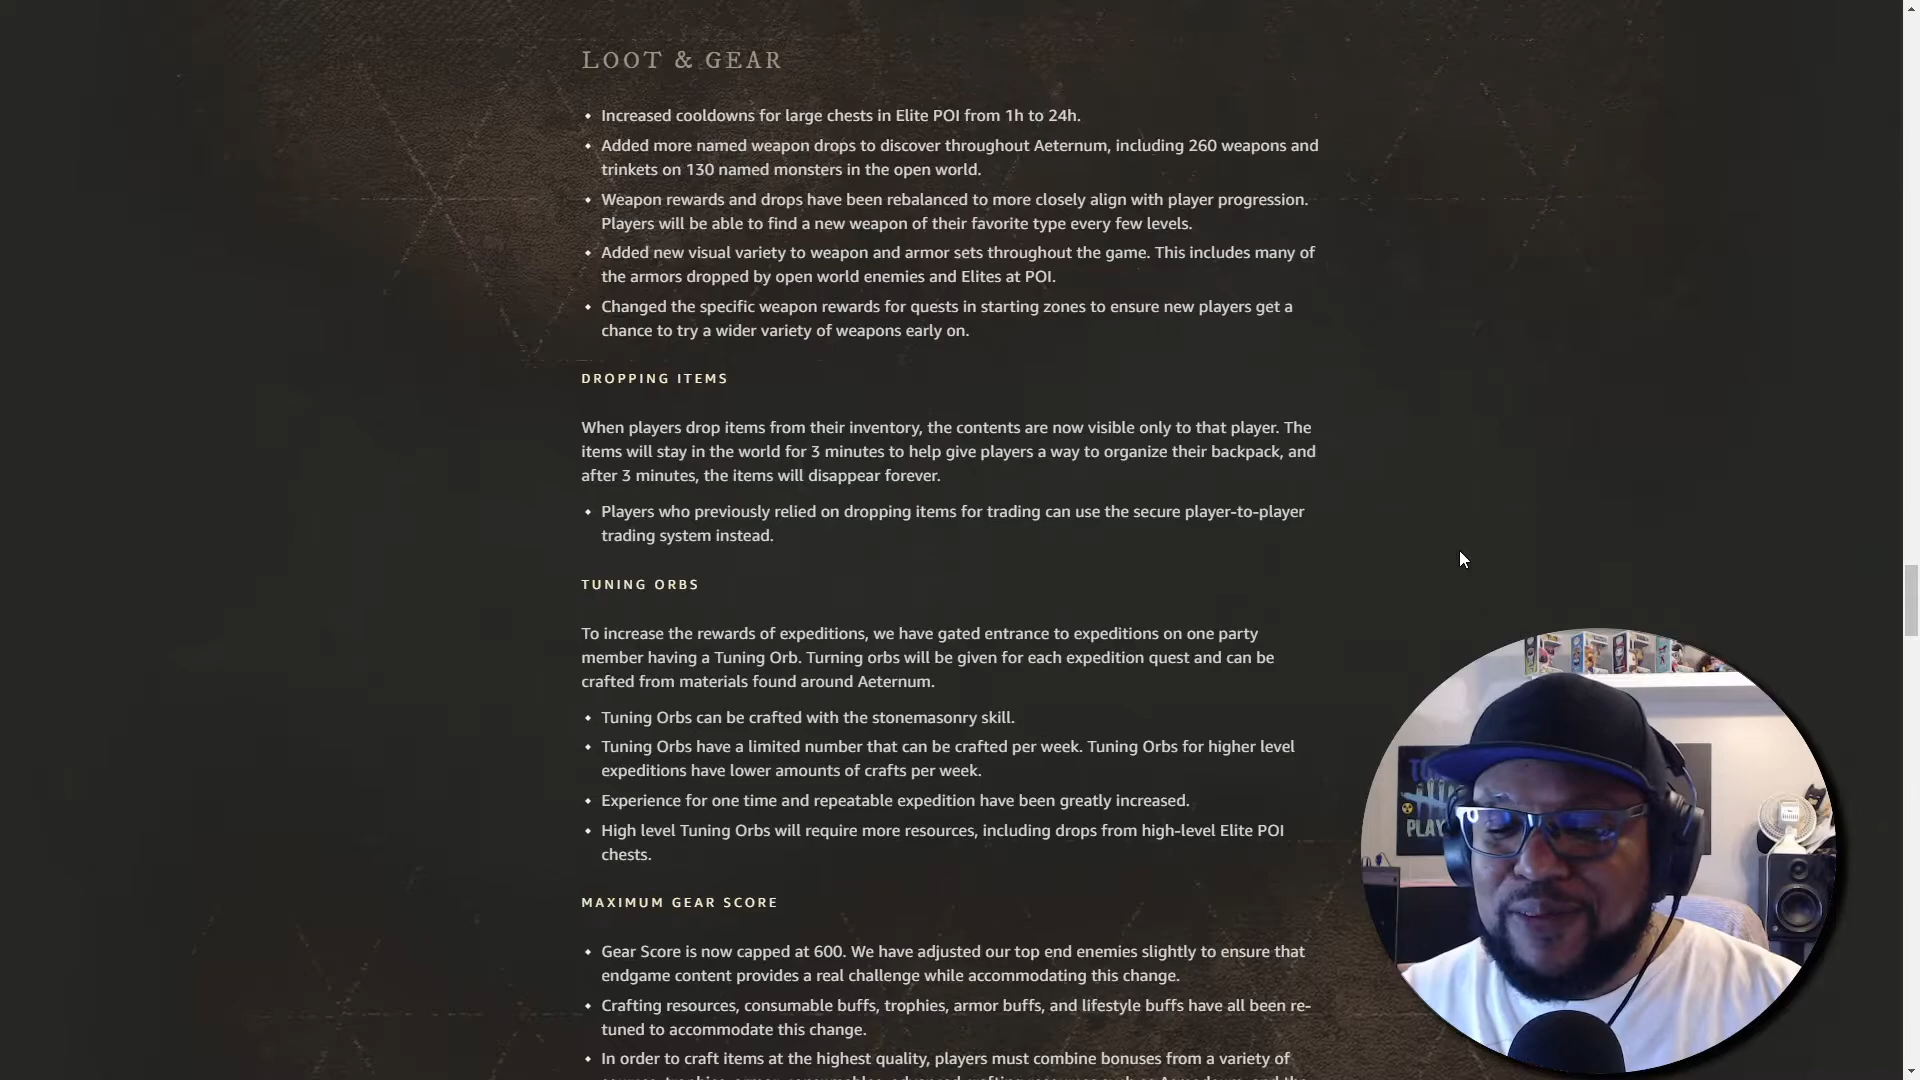 LOOT & GEAR
Increased cooldowns for large chests in Elite POI from 1h to 24h.
Added more named weapon drops to discover throughout Aeternum, including 260 weapons and
trinkets on 130 named monsters in the open world.
Weapon rewards and drops have been rebalanced to more closely align with player progression.
Players will be able to find a new weapon of their favorite type every few levels.
Added new visual variety to weapon and armor sets throughout the game. This includes many of
the armors dropped by open world enemies and Elites at POI.
Changed the specific weapon rewards for quests in starting zones to ensure new players get a
chance to try a wider variety of weapons early on.
DROPPING ITEMS
When players drop items from their inventory, the contents are now visible only to that player. The
items will stay in the world for 3 minutes to help give players a way to organize their backpack, and
after 3 minutes, the items will disappear forever.
Players who previously relied on dropping items for trading can use the secure player-to-player
trading system instead.
TUNING ORBS
To increase the rewards of expeditions, we have gated entrance to expeditions on one party
member having a Tuning Orb. Turning orbs will be given for each expedition quest and can be
crafted from materials found around Aeternum.
Tuning Orbs can be crafted with the stonemasonry skill.
Tuning Orbs have a limited number that can be crafted per week. Tuning Orbs for higher level
expeditions have lower amounts of crafts per week.
Experience for one time and repeatable expedition have been greatly increased.
High level Tuning Orbs will require more resources, including drops from high-level Elite POI
chests.
MAXIMUM GEAR SCORE
Gear Score is now capped at 600. We have adjusted our top end enemies slightly to ensure that
endgame content provides a real challenge while accommodating this change.
Crafting resources, consumable buffs, trophies, armor buffs, and lifestyle buffs have all been re-
tuned to accommodate this change.
In order to craft items at the highest quality, players must combine bonuses from a variety of